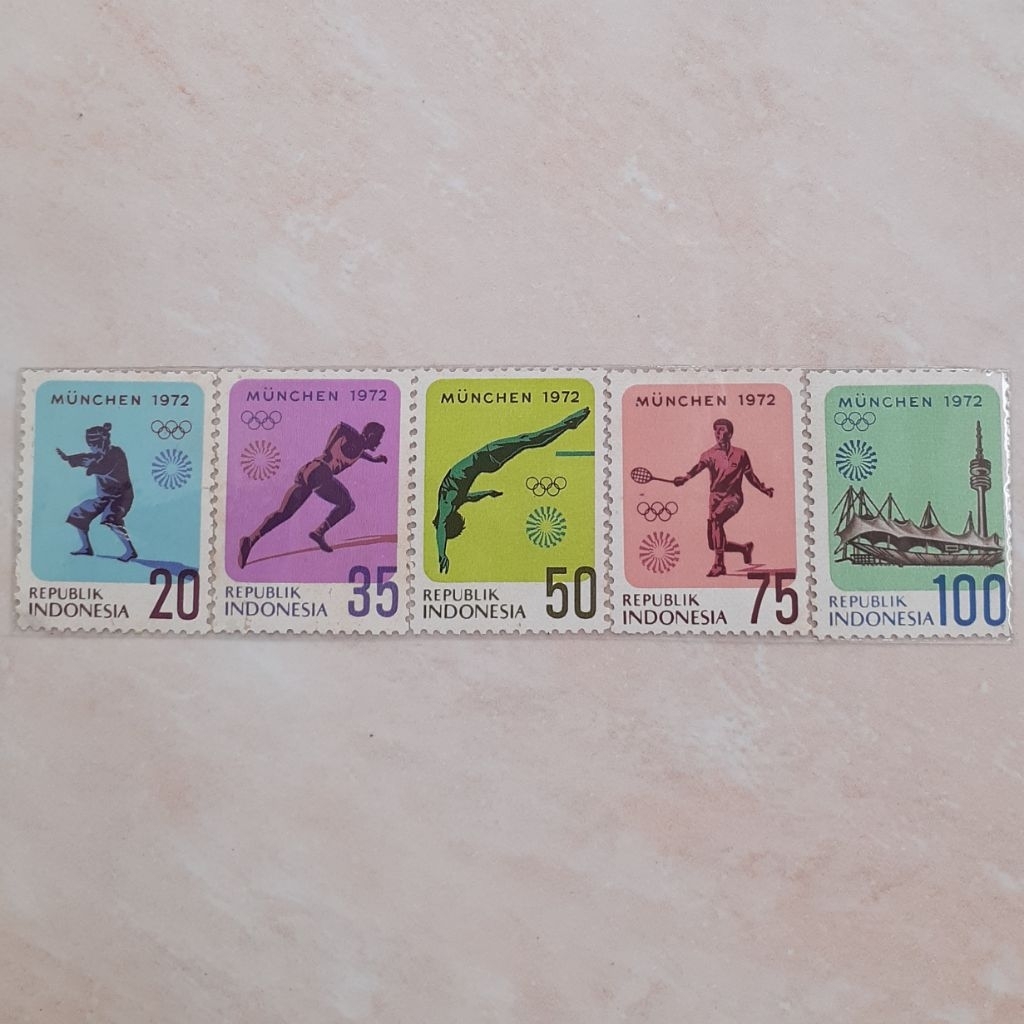 MÜNCHEN 1972
REPUBLIK
INDONESIA 20
MÜNCHEN 1972
REPUBLIK
INDONESIA 35
MÜNCHEN 1972
REPUBLIK
INDONESIA 50
MÜNCHEN 1972
REPUBLIK
INDONESIA 75
MÜNCHEN 1972
REPUBLIK
INDONESIA 100